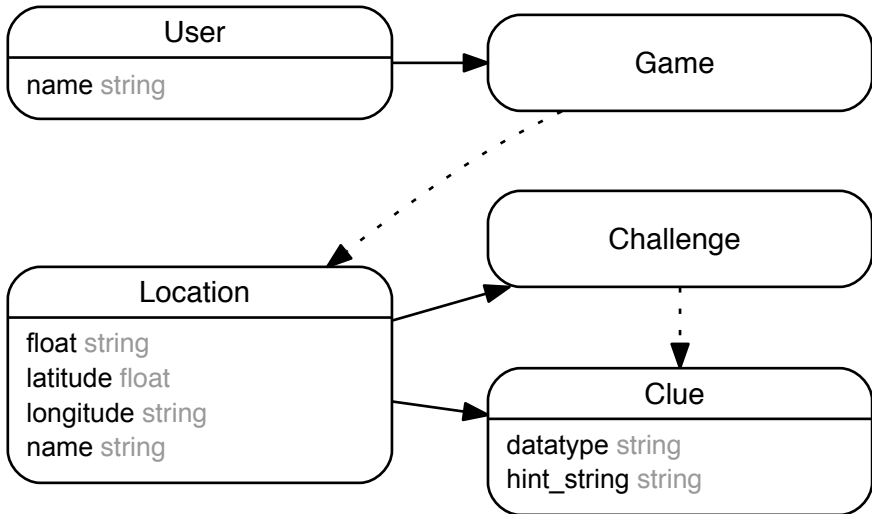 User
name string
Game
Challenge
Location
float string
latitude float
longitude string
name string
Clue
datatype string
hint_string string